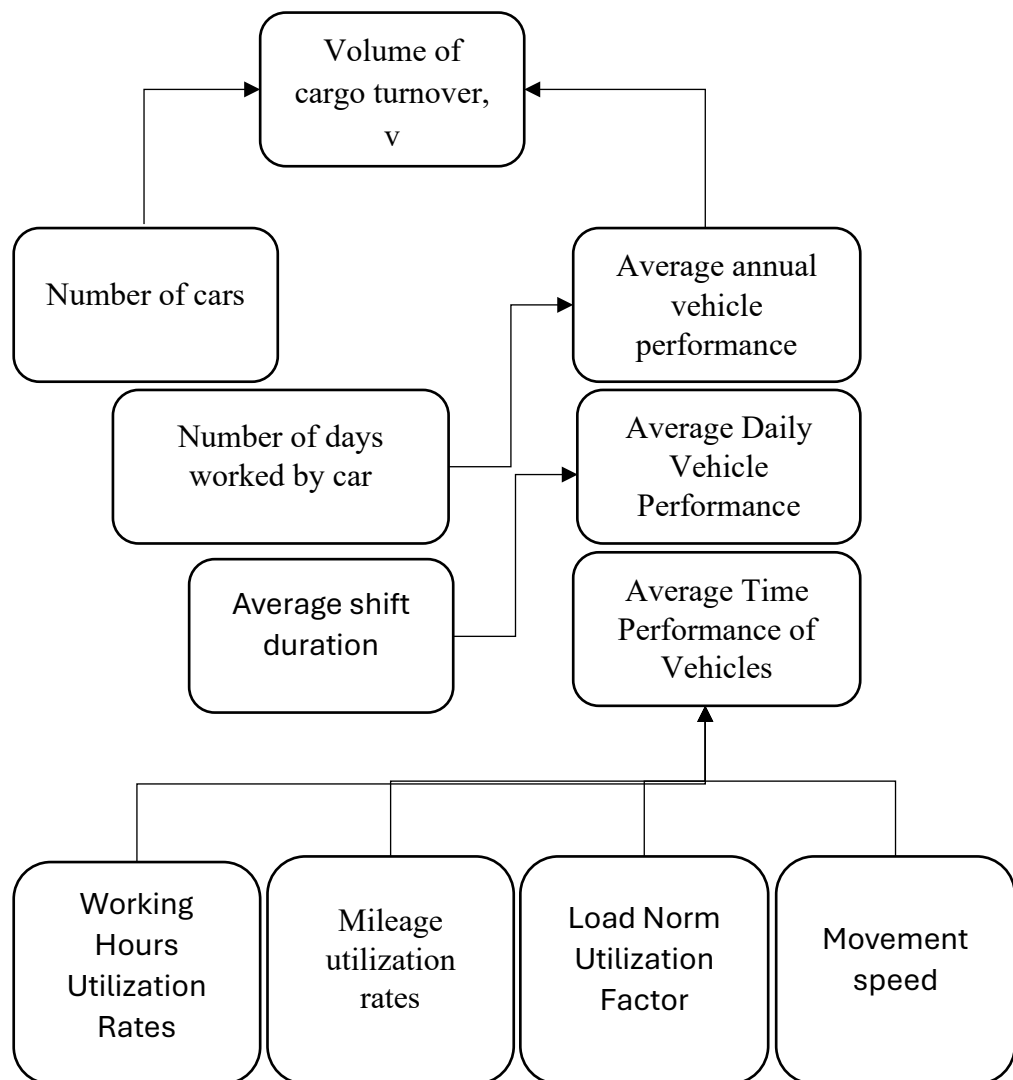 Volume of
cargo turnover,
v
Number of cars
Average annual
vehicle
performance
Number of days
worked by car
Average Daily
Vehicle
Performance
Average shift
duration
Average Time
Performance of
Vehicles
Working
Hours
Utilization
Rates
Mileage
utilization
rates
Load Norm
Utilization
Factor
Movement
speed